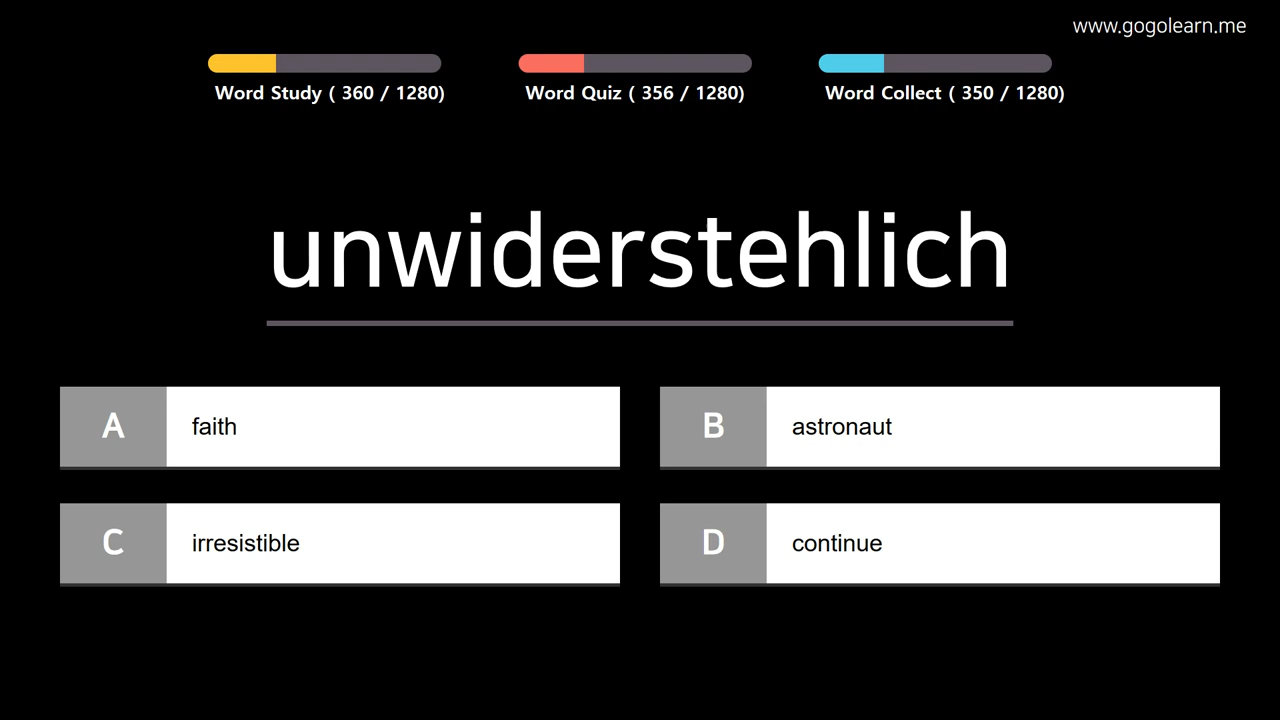 www.gogolearn.me
Word Study ( 360 / 1280)
Word Quiz ( 356 / 1280)
Word Collect ( 350 / 1280)
unwiderstehlich
A faith
B astronaut
C irresistible
D continue